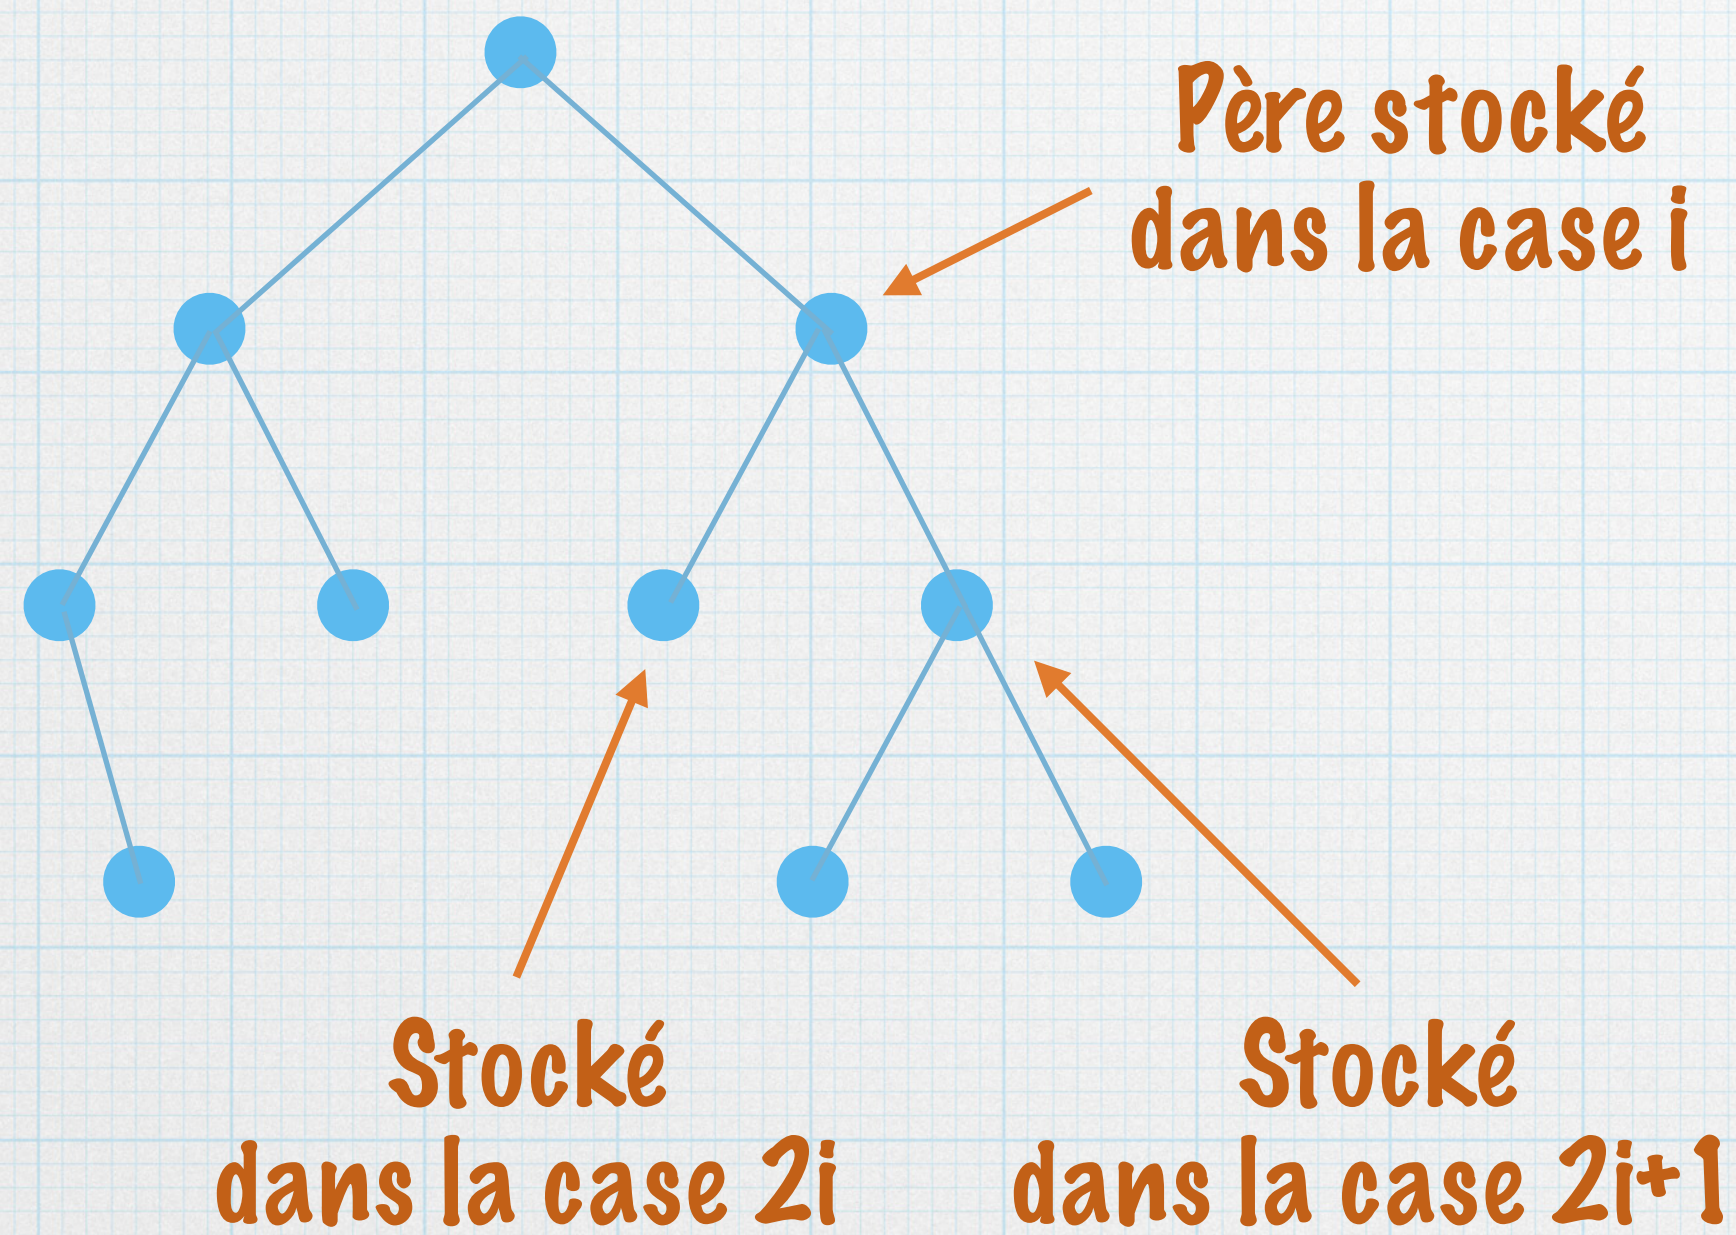 Père stocké
dans la case i
Stocké
dans la case 2i
Stocké
dans la case 2i+1